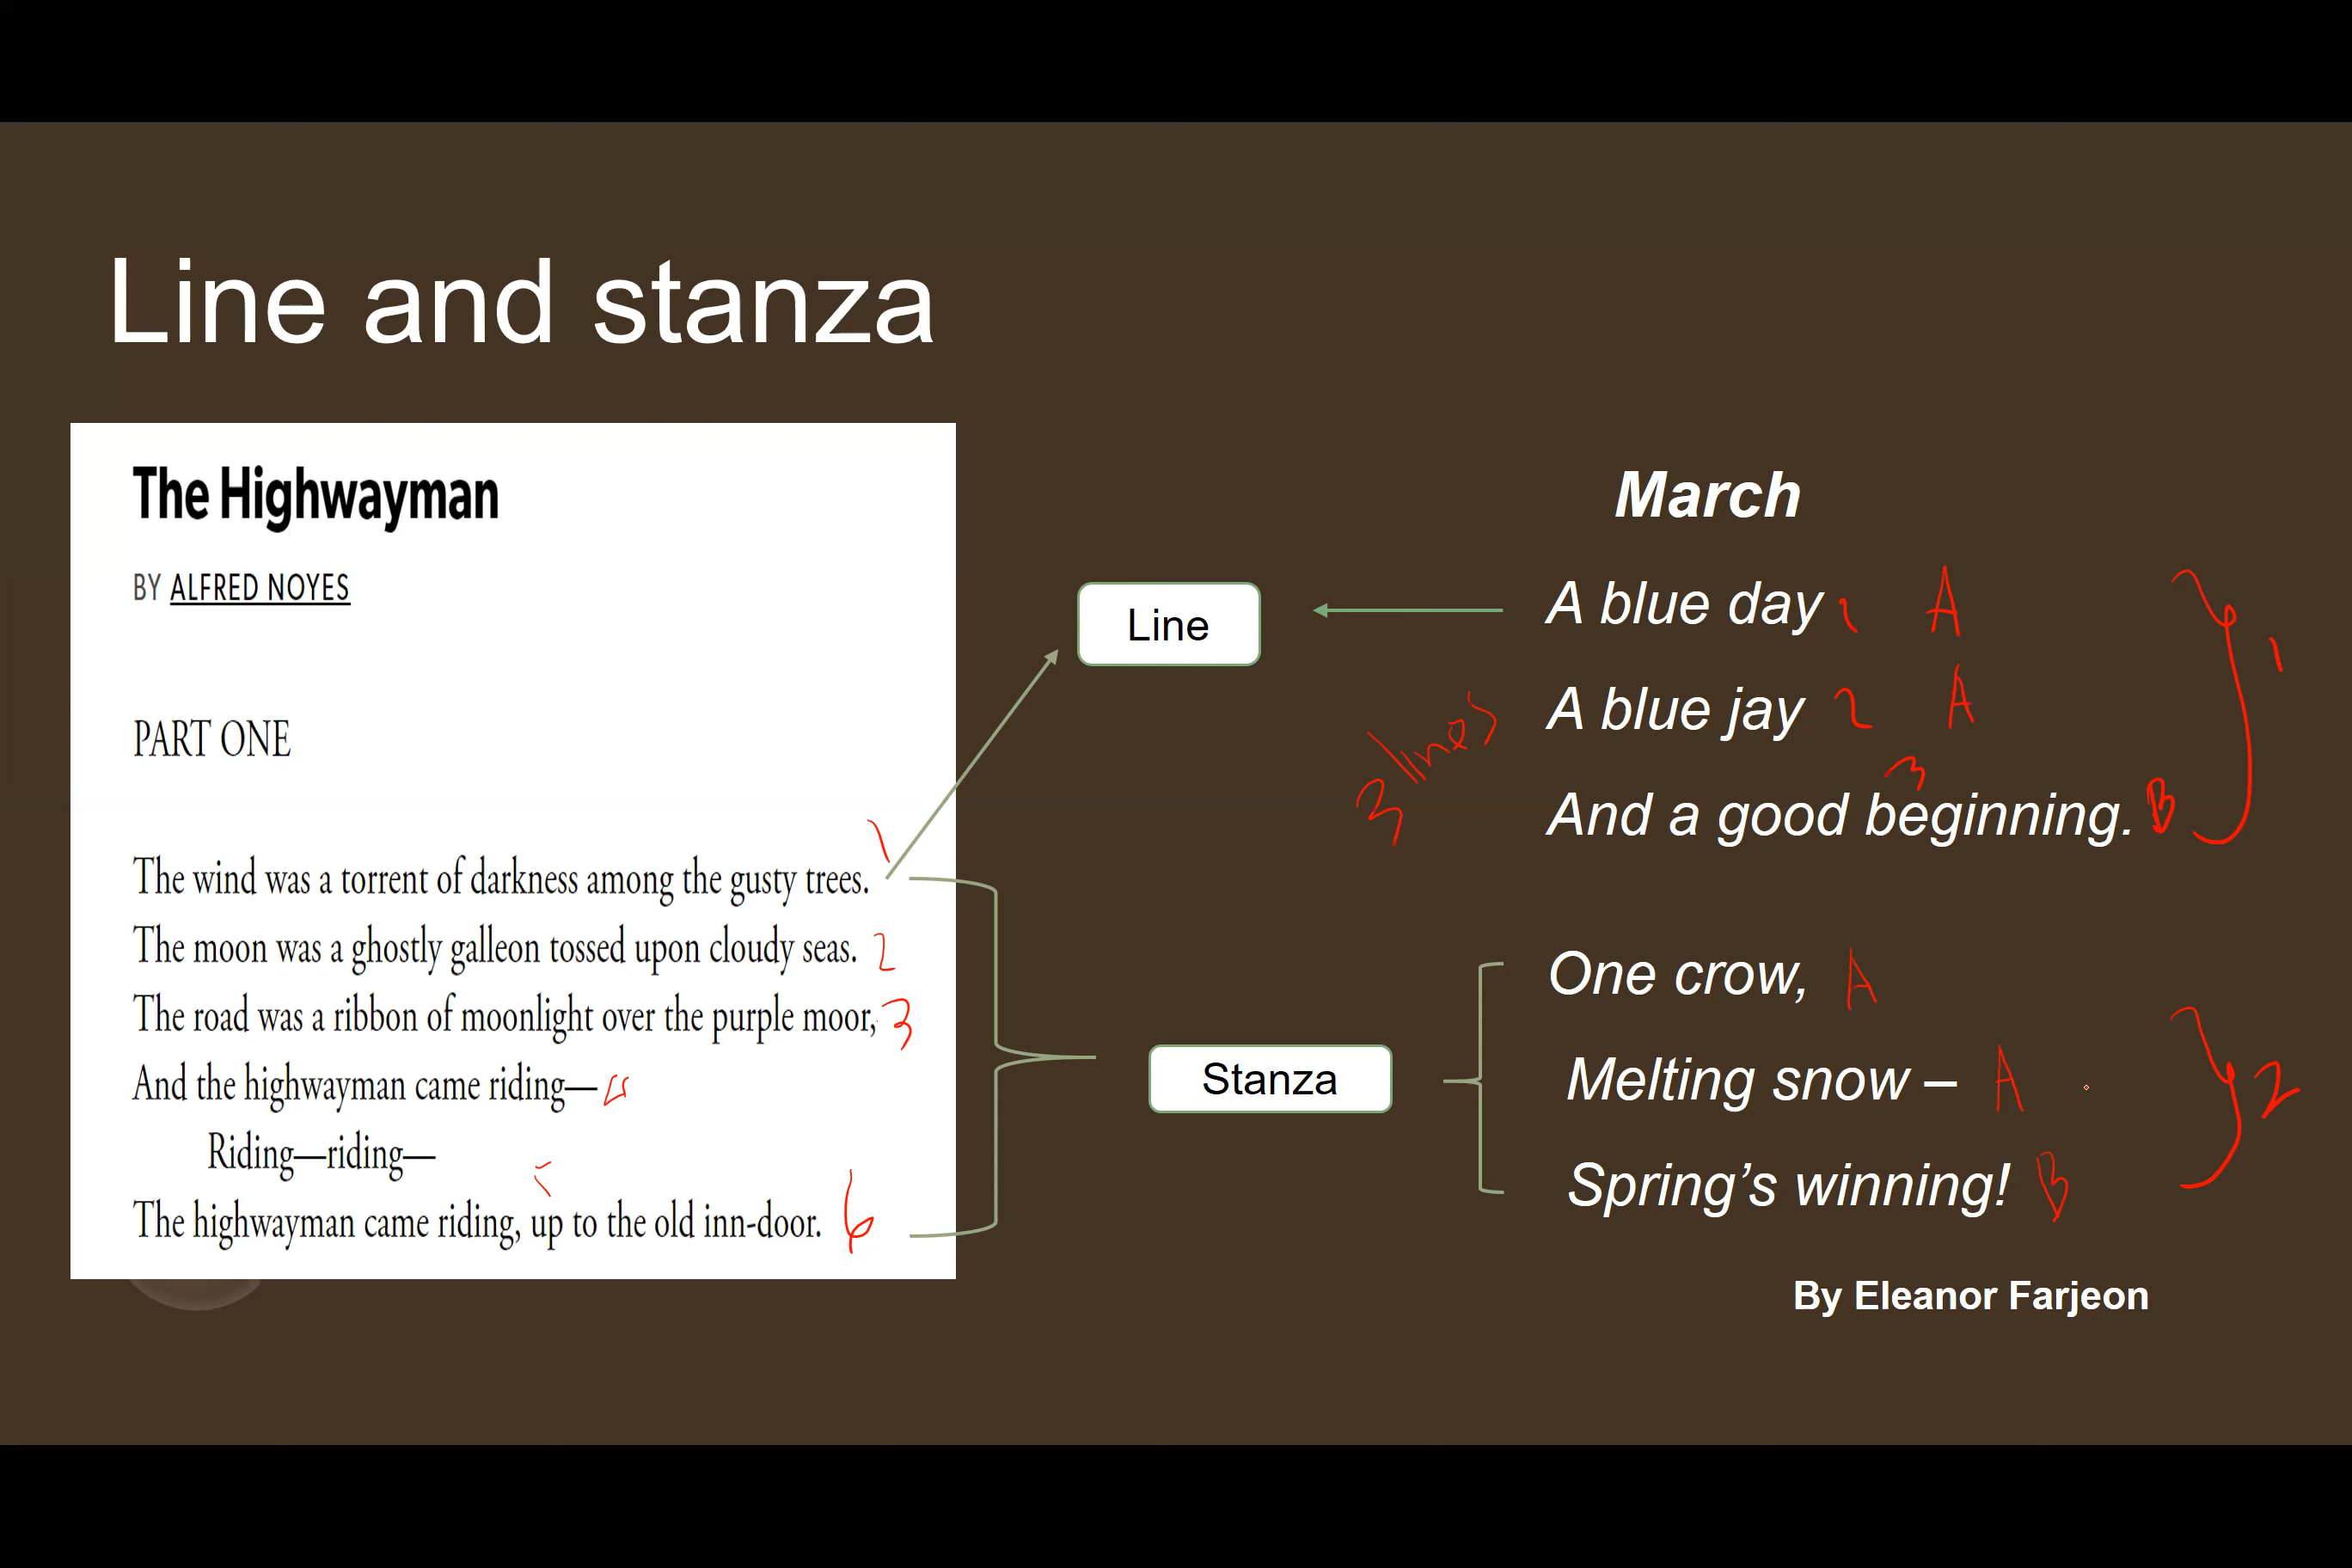 Line and stanza
The Highwayman
BY ALFRED NOYES
PART ONE
The wind was a torrent of darkness among the gusty trees. 1
The moon was a ghostly galleon tossed upon cloudy seas. 2
The road was a ribbon of moonlight over the purple moor, 3
And the highwayman came riding— 4
Riding—riding— 5
The highwayman came riding, up to the old inn-door. 6
Line
Stanza
3 lines
March
A blue day 1 A
A blue jay 2 A
And a good beginning. 3 B
1
One crow, A
Melting snow – A
Spring's winning! B
2
By Eleanor Farjeon